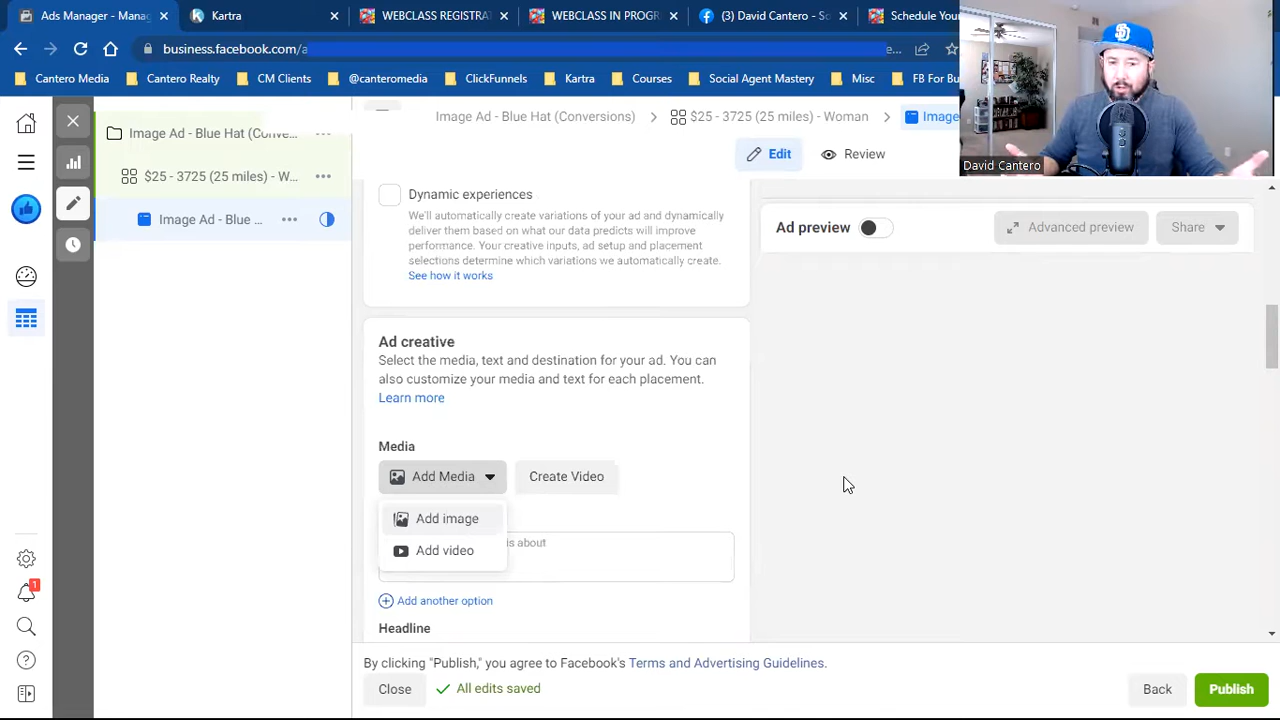 Ads Manager - Manag
Kartra
WEBCLASS REGISTRAT
WEBCLASS IN PROGR
(3) David Cantero - So
Schedule You
business.facebook.com/a
e...
Cantero Media
Cantero Realty
CM Clients
@canteromedia
ClickFunnels
Kartra
Courses
Social Agent Mastery
Misc
FB For Busin
David Cantero
Image Ad - Blue Hat (Conve...
$25 - 3725 (25 miles) - W...
Image Ad - Blue ...
Image Ad - Blue Hat (Conversions)
$25 - 3725 (25 miles) - Woman
Image
Edit
Review
Dynamic experiences
We'll automatically create variations of your ad and dynamically
deliver them based on what our data predicts will improve
performance. Your creative inputs, ad setup and placement
selections determine which variations we automatically create.
See how it works
Ad preview
Advanced preview
Share
Ad creative
Select the media, text and destination for your ad. You can
also customize your media and text for each placement.
Learn more
Media
Add Media
Create Video
Add image
Add video
is about
Add another option
Headline
1
By clicking "Publish," you agree to Facebook's Terms and Advertising Guidelines.
Close
All edits saved
Back
Publish